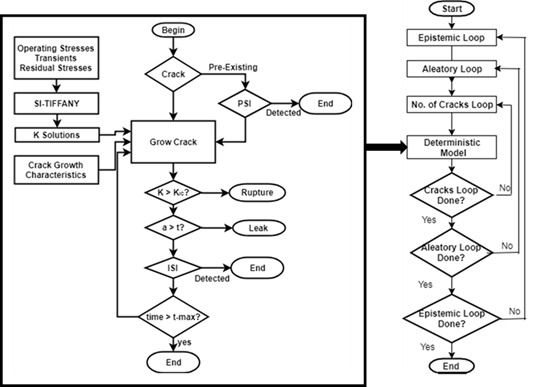 Begin
Operating Stresses
Transients
Residual Stresses
Crack
Pre-Existing
SI-TIFFANY
PSI
Detected
End
K Solutions
Grow Crack
Crack Growth
Characteristics
K > KIC?
Rupture
a > t?
Leak
ISI
Detected
End
time > t-max?
yes
End
Start
Epistemic Loop
Aleatory Loop
No. of Cracks Loop
Deterministic
Model
Cracks Loop
Done?
No
Yes
Aleatory Loop
Done?
No
Yes
Epistemic Loop
Done?
No
Yes
End